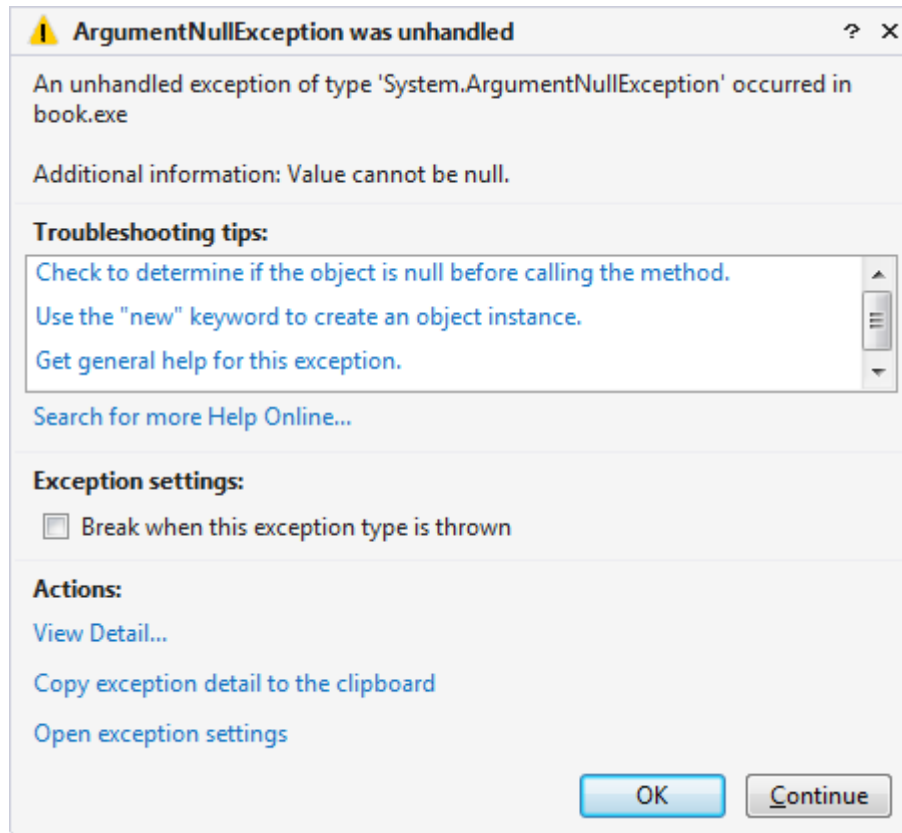 ArgumentNullException was unhandled ? ×
An unhandled exception of type 'System.ArgumentNullException' occurred in
book.exe
Additional information: Value cannot be null.
Troubleshooting tips:
Check to determine if the object is null before calling the method.
Use the "new" keyword to create an object instance.
Get general help for this exception.
Search for more Help Online...
Exception settings:
Break when this exception type is thrown
Actions:
View Detail...
Copy exception detail to the clipboard
Open exception settings
OK Continue